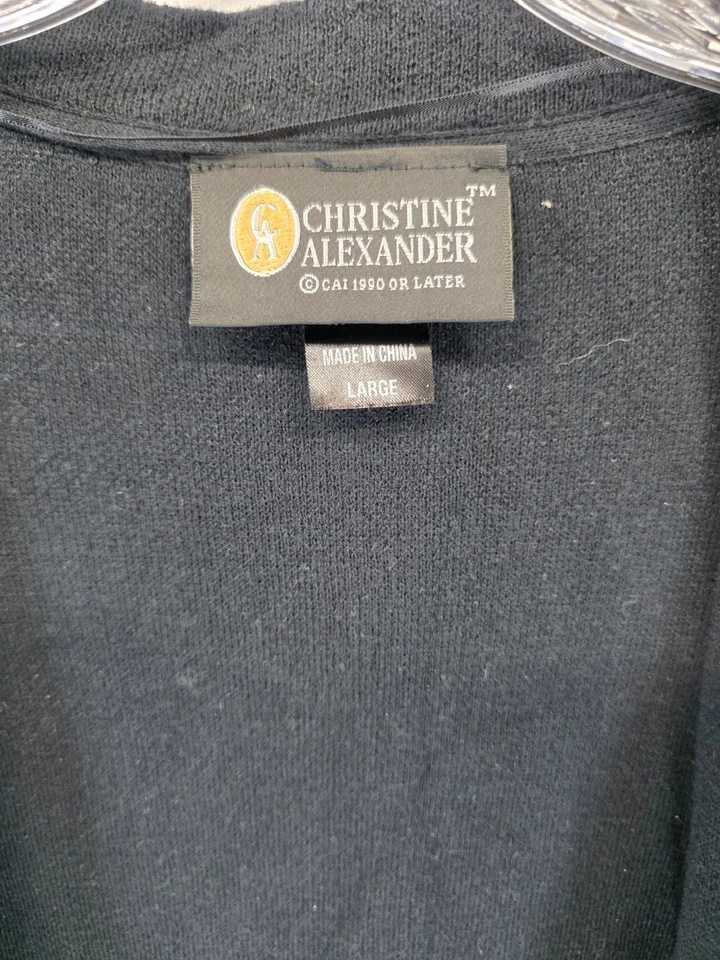 CA
CHRISTINE™
ALEXANDER
© CAI 1990 OR LATER
MADE IN CHINA
LARGE